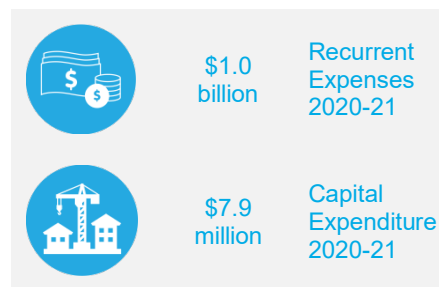 $1.0
billion
Recurrent
Expenses
2020-21
$7.9
million
Capital
Expenditure
2020-21